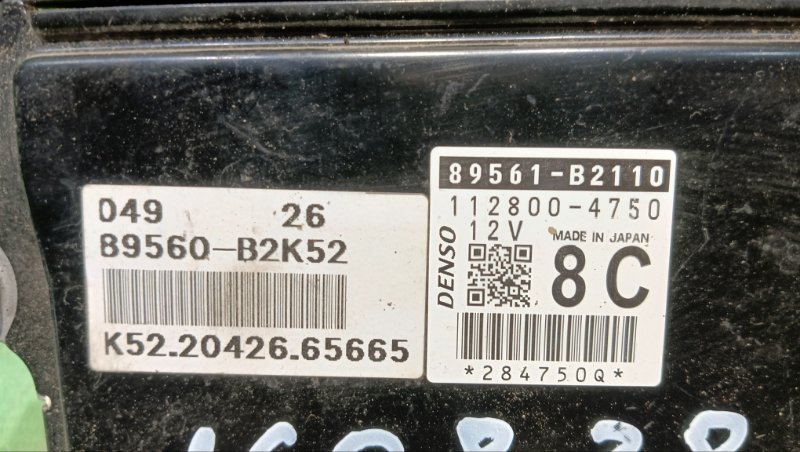 049 26
89560-B2K52
K52.20426.65665
89561-B2110
112800-4750
12V MADE IN JAPAN
DENSO
8C
*284750Q*